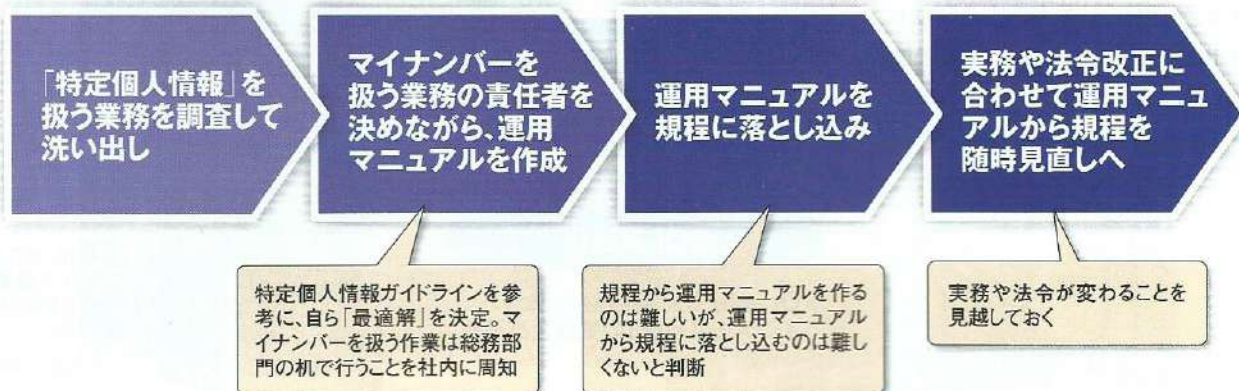 「特定個人情報」を
扱う業務を調査して
洗い出し
マイナンバーを
扱う業務の責任者を
決めながら、運用
マニュアルを作成
運用マニュアルを
規程に落とし込み
実務や法令改正に
合わせて運用マニュ
アルから規程を
随時見直しへ
特定個人情報ガイドラインを参
考に、自ら「最適解」を決定。マ
イナンバーを扱う作業は総務部
門の机で行うことを社内に周知
規程から運用マニュアルを作る
のは難しいが、運用マニュアル
から規程に落とし込むのは難し
くないと判断
実務や法令が変わることを
見越しておく